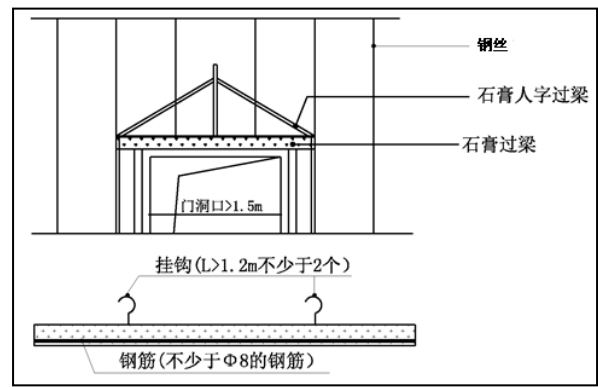 钢丝
石膏人字过梁
石膏过梁
门洞口>1.5m
挂钩(L>1.2m不少于2个)
钢筋(不少于Φ8的钢筋)